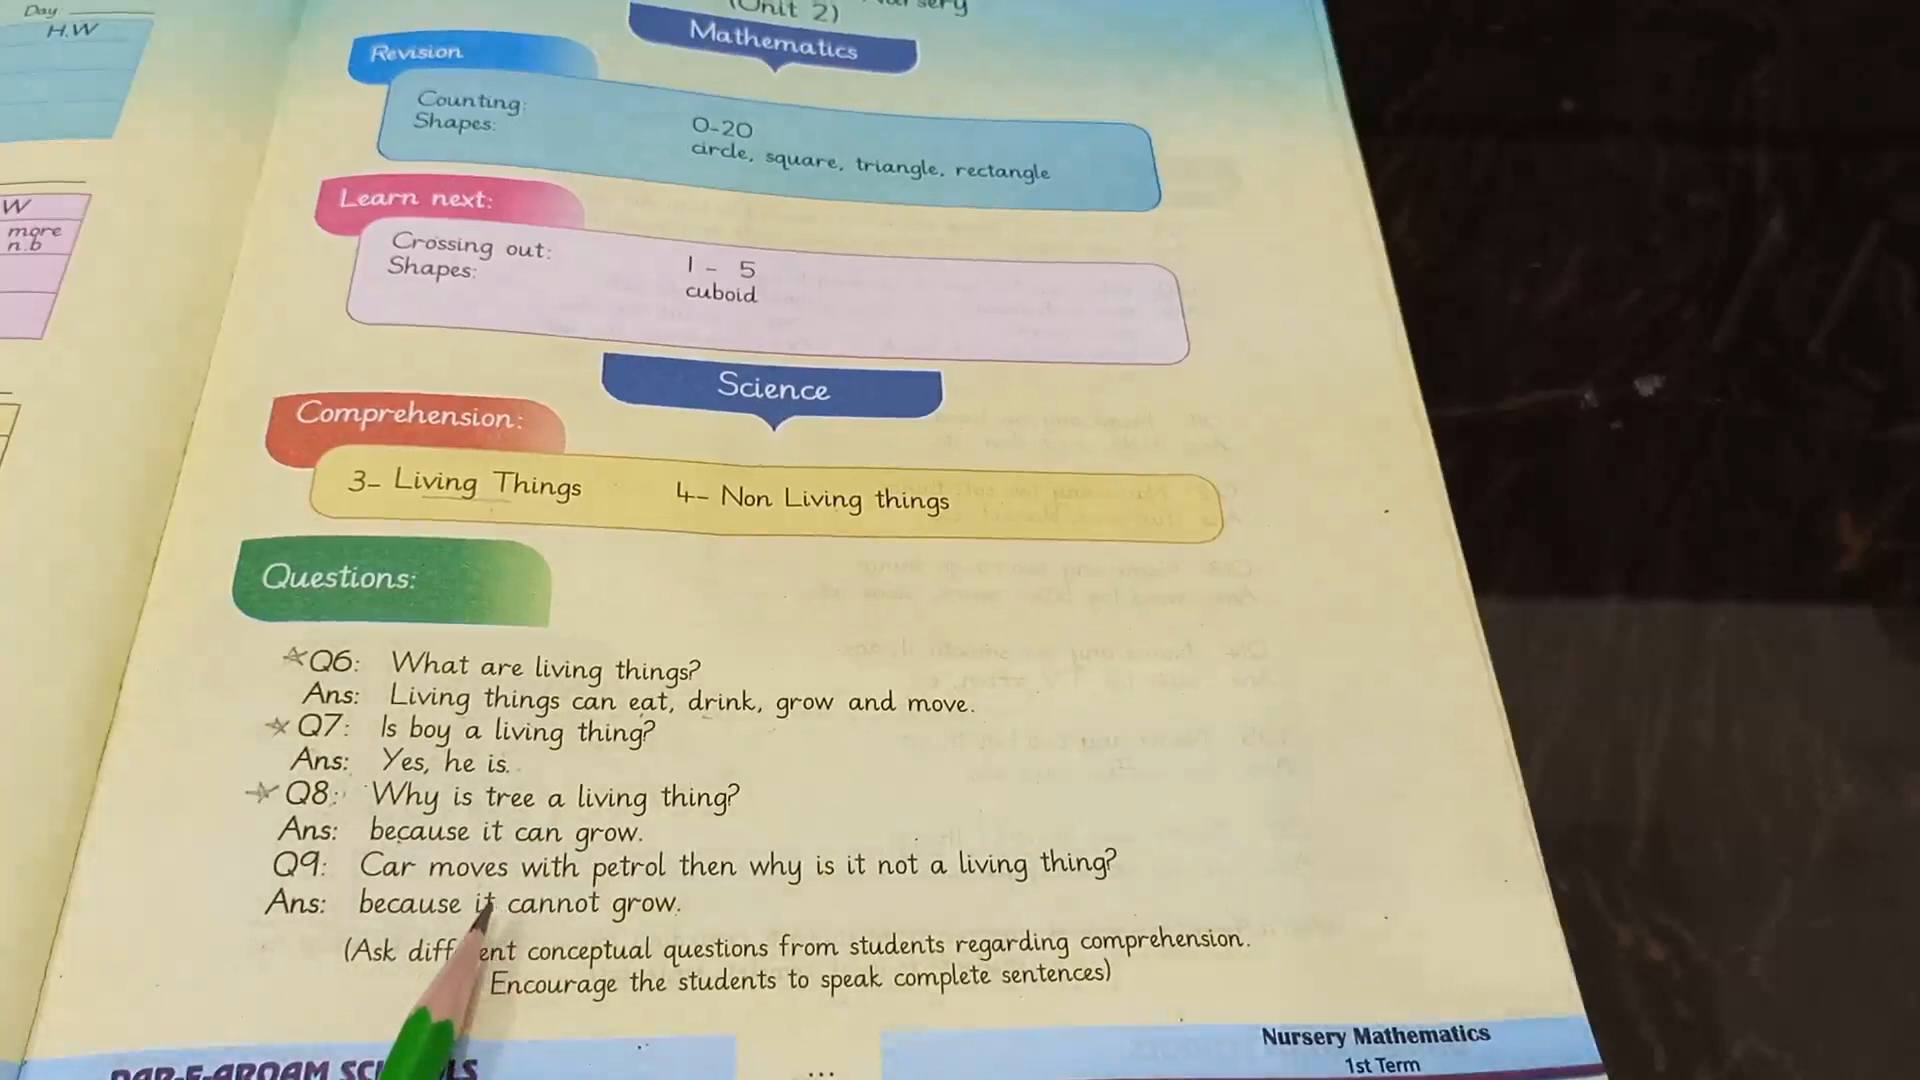 Day:
H.W
W
more
n.b
(Unit 2)
Mathematics
Revision
Counting: 0-20
Shapes: circle, square, triangle, rectangle
Learn next:
Crossing out: 1 - 5
Shapes: cuboid
Science
Comprehension:
3- Living Things 4- Non Living things
Questions:
Q6: What are living things?
Ans: Living things can eat, drink, grow and move.
Q7: Is boy a living thing?
Ans: Yes, he is.
Q8: Why is tree a living thing?
Ans: because it can grow.
Q9: Car moves with petrol then why is it not a living thing?
Ans: because it cannot grow.
(Ask different conceptual questions from students regarding comprehension.
Encourage the students to speak complete sentences)
Nursery Mathematics
1st Term